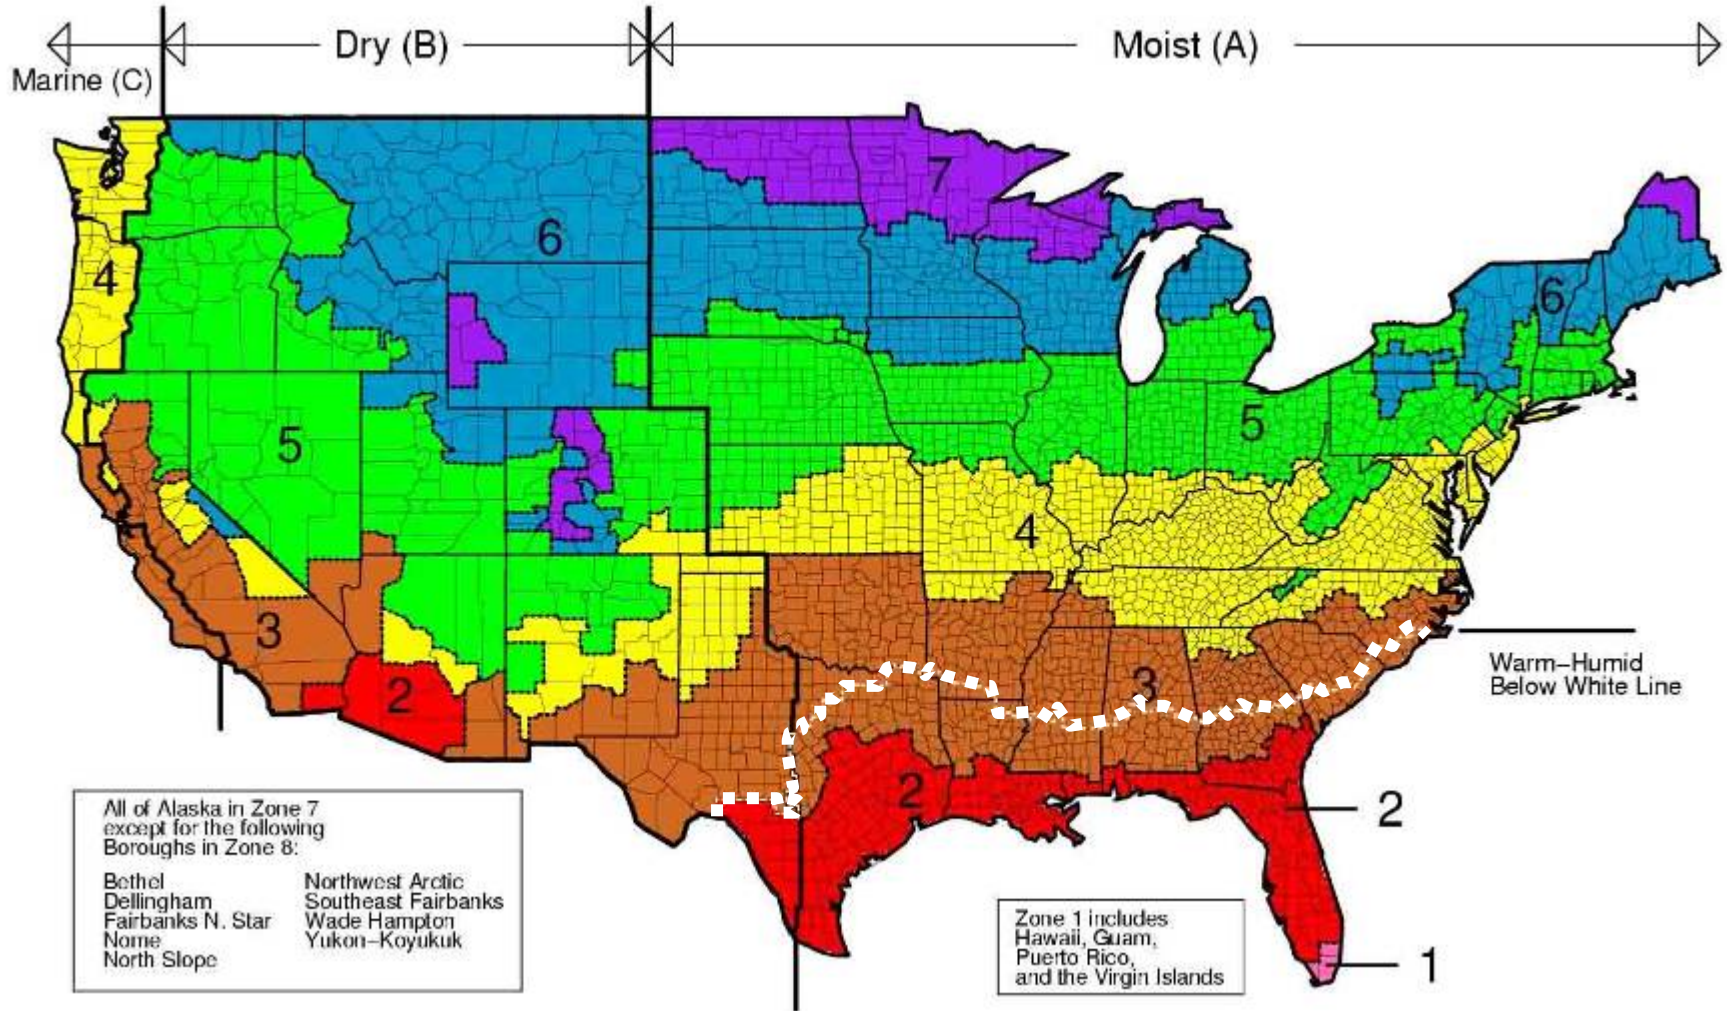 Marine (C)
Dry (B)
Moist (A)
7
6
4
6
5
5
4
3
3
2
2
Warm–Humid
Below White Line
2
1
All of Alaska in Zone 7
except for the following
Boroughs in Zone 8:
Bethel
Dellingham
Fairbanks N. Star
Nome
North Slope
Northwest Arctic
Southeast Fairbanks
Wade Hampton
Yukon–Koyukuk
Zone 1 includes
Hawaii, Guam,
Puerto Rico,
and the Virgin Islands